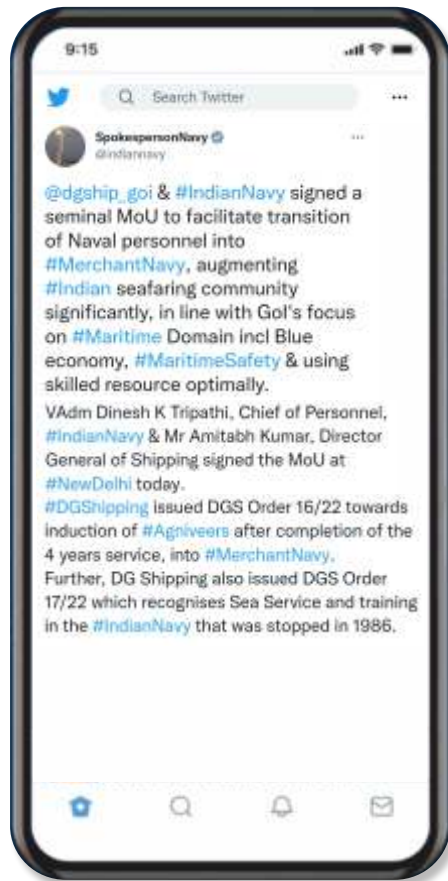 9:15
Search Twitter
SpokespersonNavy
@indiannavy
@dgship_goi & #IndianNavy signed a
seminal MoU to facilitate transition
of Naval personnel into
#MerchantNavy, augmenting
#Indian seafaring community
significantly, in line with GoI's focus
on #Maritime Domain incl Blue
economy, #MaritimeSafety & using
skilled resource optimally.
VAdm Dinesh K Tripathi, Chief of Personnel,
#IndianNavy & Mr Amitabh Kumar, Director
General of Shipping signed the MoU at
#NewDelhi today.
#DGShipping issued DGS Order 16/22 towards
induction of #Agniveers after completion of the
4 years service, into #MerchantNavy.
Further, DG Shipping also issued DGS Order
17/22 which recognises Sea Service and training
in the #IndianNavy that was stopped in 1986.